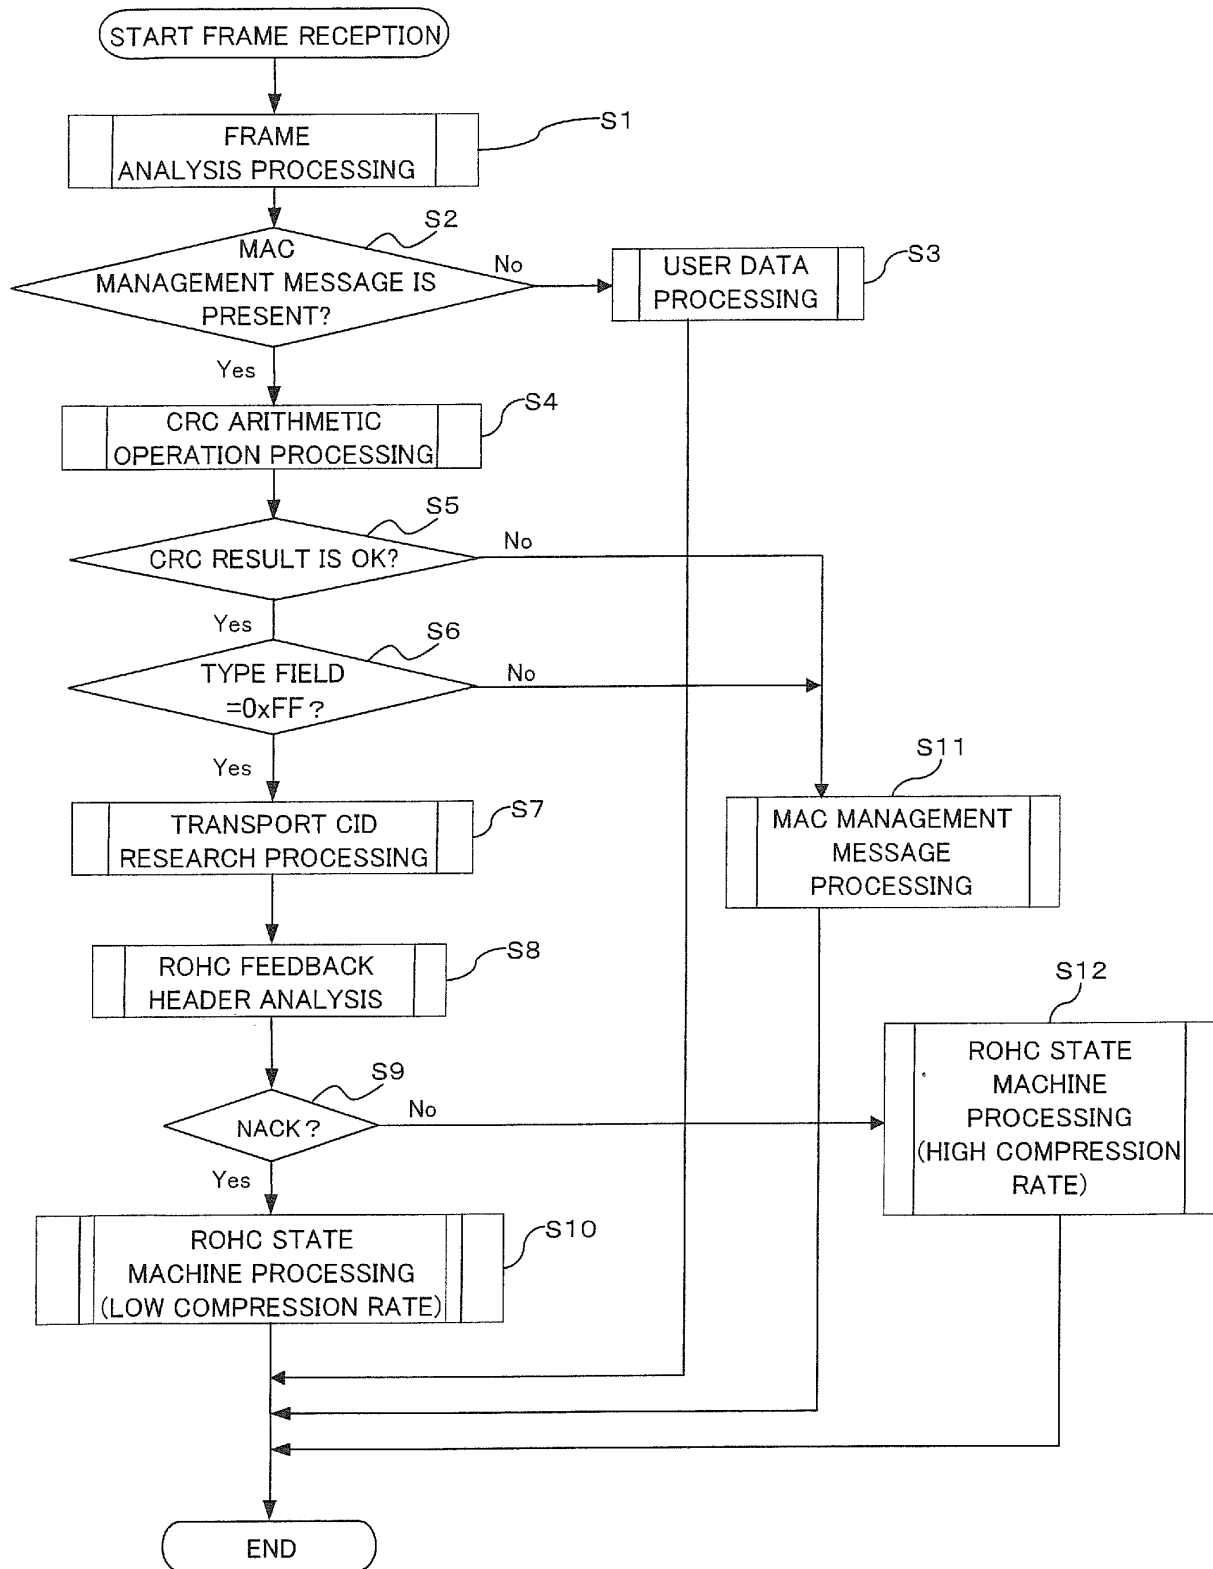 START FRAME RECEPTION
S1
FRAME
ANALYSIS PROCESSING
S2
MAC
MANAGEMENT MESSAGE IS
PRESENT?
No
S3
USER DATA
PROCESSING
Yes
S4
CRC ARITHMETIC
OPERATION PROCESSING
S5
CRC RESULT IS OK?
No
Yes
S6
TYPE FIELD
=0xFF?
No
Yes
S7
TRANSPORT CID
RESEARCH PROCESSING
S11
MAC MANAGEMENT
MESSAGE
PROCESSING
S8
ROHC FEEDBACK
HEADER ANALYSIS
S12
ROHC STATE
MACHINE
PROCESSING
(HIGH COMPRESSION
RATE)
S9
NACK?
No
Yes
S10
ROHC STATE
MACHINE PROCESSING
(LOW COMPRESSION RATE)
END